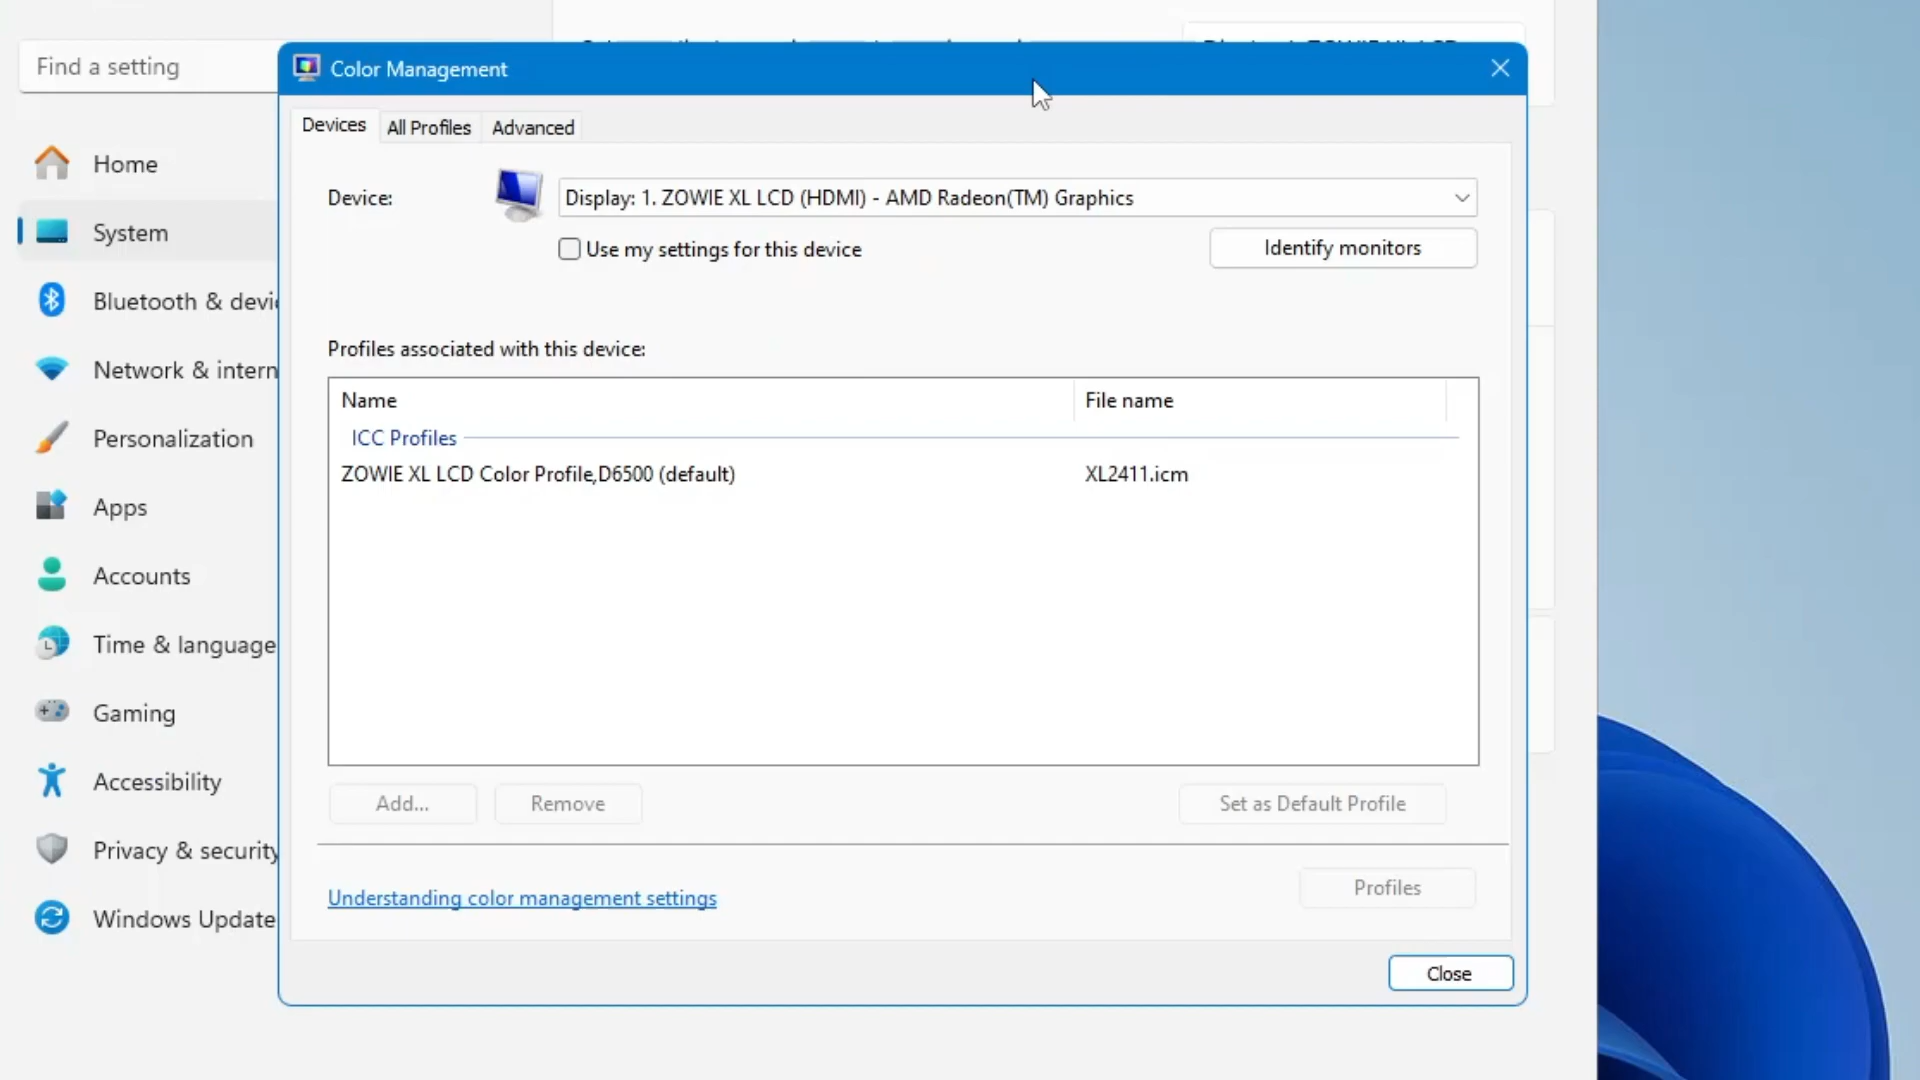 Find a setting
Home
System
Bluetooth & devi
Network & intern
Personalization
Apps
Accounts
Time & language
Gaming
Accessibility
Privacy & security
Windows Update
Color Management
Devices
All Profiles
Advanced
Device:
Display: 1. ZOWIE XL LCD (HDMI) - AMD Radeon(TM) Graphics
Use my settings for this device
Identify monitors
Profiles associated with this device:
Name
File name
ICC Profiles
ZOWIE XL LCD Color Profile,D6500 (default)
XL2411.icm
Add...
Remove
Set as Default Profile
Understanding color management settings
Profiles
Close